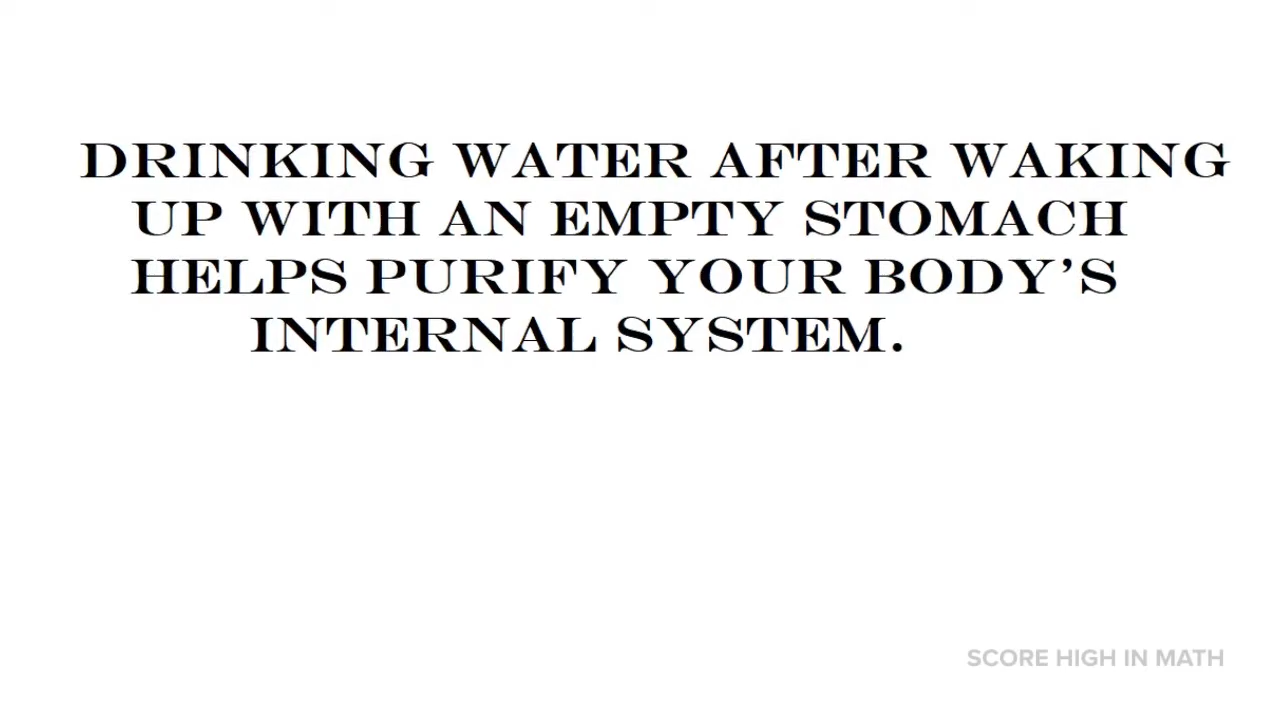 DRINKING WATER AFTER WAKING
UP WITH AN EMPTY STOMACH
HELPS PURIFY YOUR BODY’S
INTERNAL SYSTEM.
SCORE HIGH IN MATH